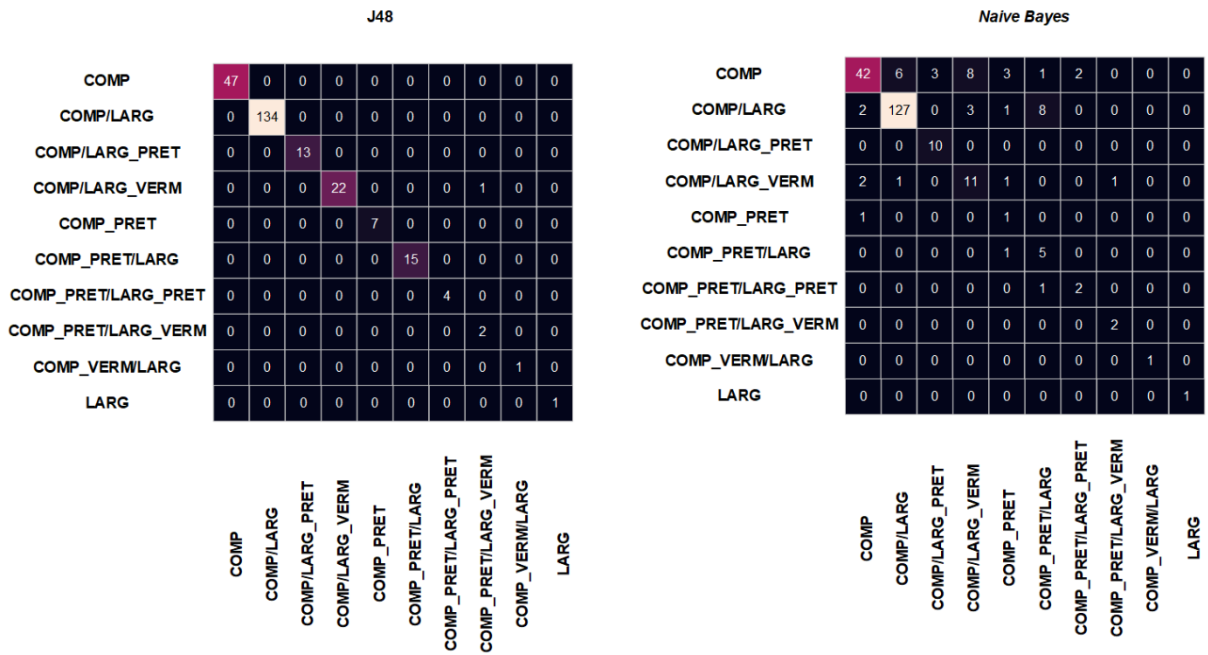 J48
COMP 47 0 0 0 0 0 0 0 0 0
COMP/LARG 0 134 0 0 0 0 0 0 0 0
COMP/LARG_PRET 0 0 13 0 0 0 0 0 0 0
COMP/LARG_VERM 0 0 0 22 0 0 0 1 0 0
COMP_PRET 0 0 0 0 7 0 0 0 0 0
COMP_PRET/LARG 0 0 0 0 0 15 0 0 0 0
COMP_PRET/LARG_PRET 0 0 0 0 0 0 4 0 0 0
COMP_PRET/LARG_VERM 0 0 0 0 0 0 0 2 0 0
COMP_VERM/LARG 0 0 0 0 0 0 0 0 1 0
LARG 0 0 0 0 0 0 0 0 0 1
COMP
COMP/LARG
COMP/LARG_PRET
COMP/LARG_VERM
COMP_PRET
COMP_PRET/LARG
COMP_PRET/LARG_PRET
COMP_PRET/LARG_VERM
COMP_VERM/LARG
LARG
Naive Bayes
COMP 42 6 3 8 3 1 2 0 0 0
COMP/LARG 2 127 0 3 1 8 0 0 0 0
COMP/LARG_PRET 0 0 10 0 0 0 0 0 0 0
COMP/LARG_VERM 2 1 0 11 1 0 0 1 0 0
COMP_PRET 1 0 0 0 1 0 0 0 0 0
COMP_PRET/LARG 0 0 0 0 1 5 0 0 0 0
COMP_PRET/LARG_PRET 0 0 0 0 0 1 2 0 0 0
COMP_PRET/LARG_VERM 0 0 0 0 0 0 0 2 0 0
COMP_VERM/LARG 0 0 0 0 0 0 0 0 1 0
LARG 0 0 0 0 0 0 0 0 0 1
COMP
COMP/LARG
COMP/LARG_PRET
COMP/LARG_VERM
COMP_PRET
COMP_PRET/LARG
COMP_PRET/LARG_PRET
COMP_PRET/LARG_VERM
COMP_VERM/LARG
LARG